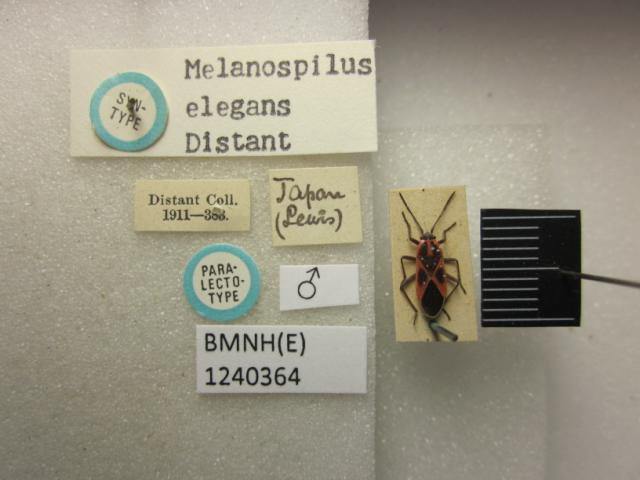 Melanospilus
elegans
Distant
SYN-
TYPE
Distant Coll.
1911—383.
Japan
(Lewis)
PARA-
LECTO-
TYPE
♂
BMNH(E)
1240364